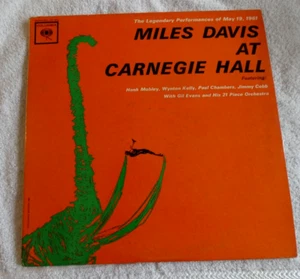 The Legendary Performances of May 19, 1961
MILES DAVIS
AT
CARNEGIE HALL
Featuring
Hank Mobley, Wynton Kelly, Paul Chambers, Jimmy Cobb
With Gil Evans and His 21 Piece Orchestra